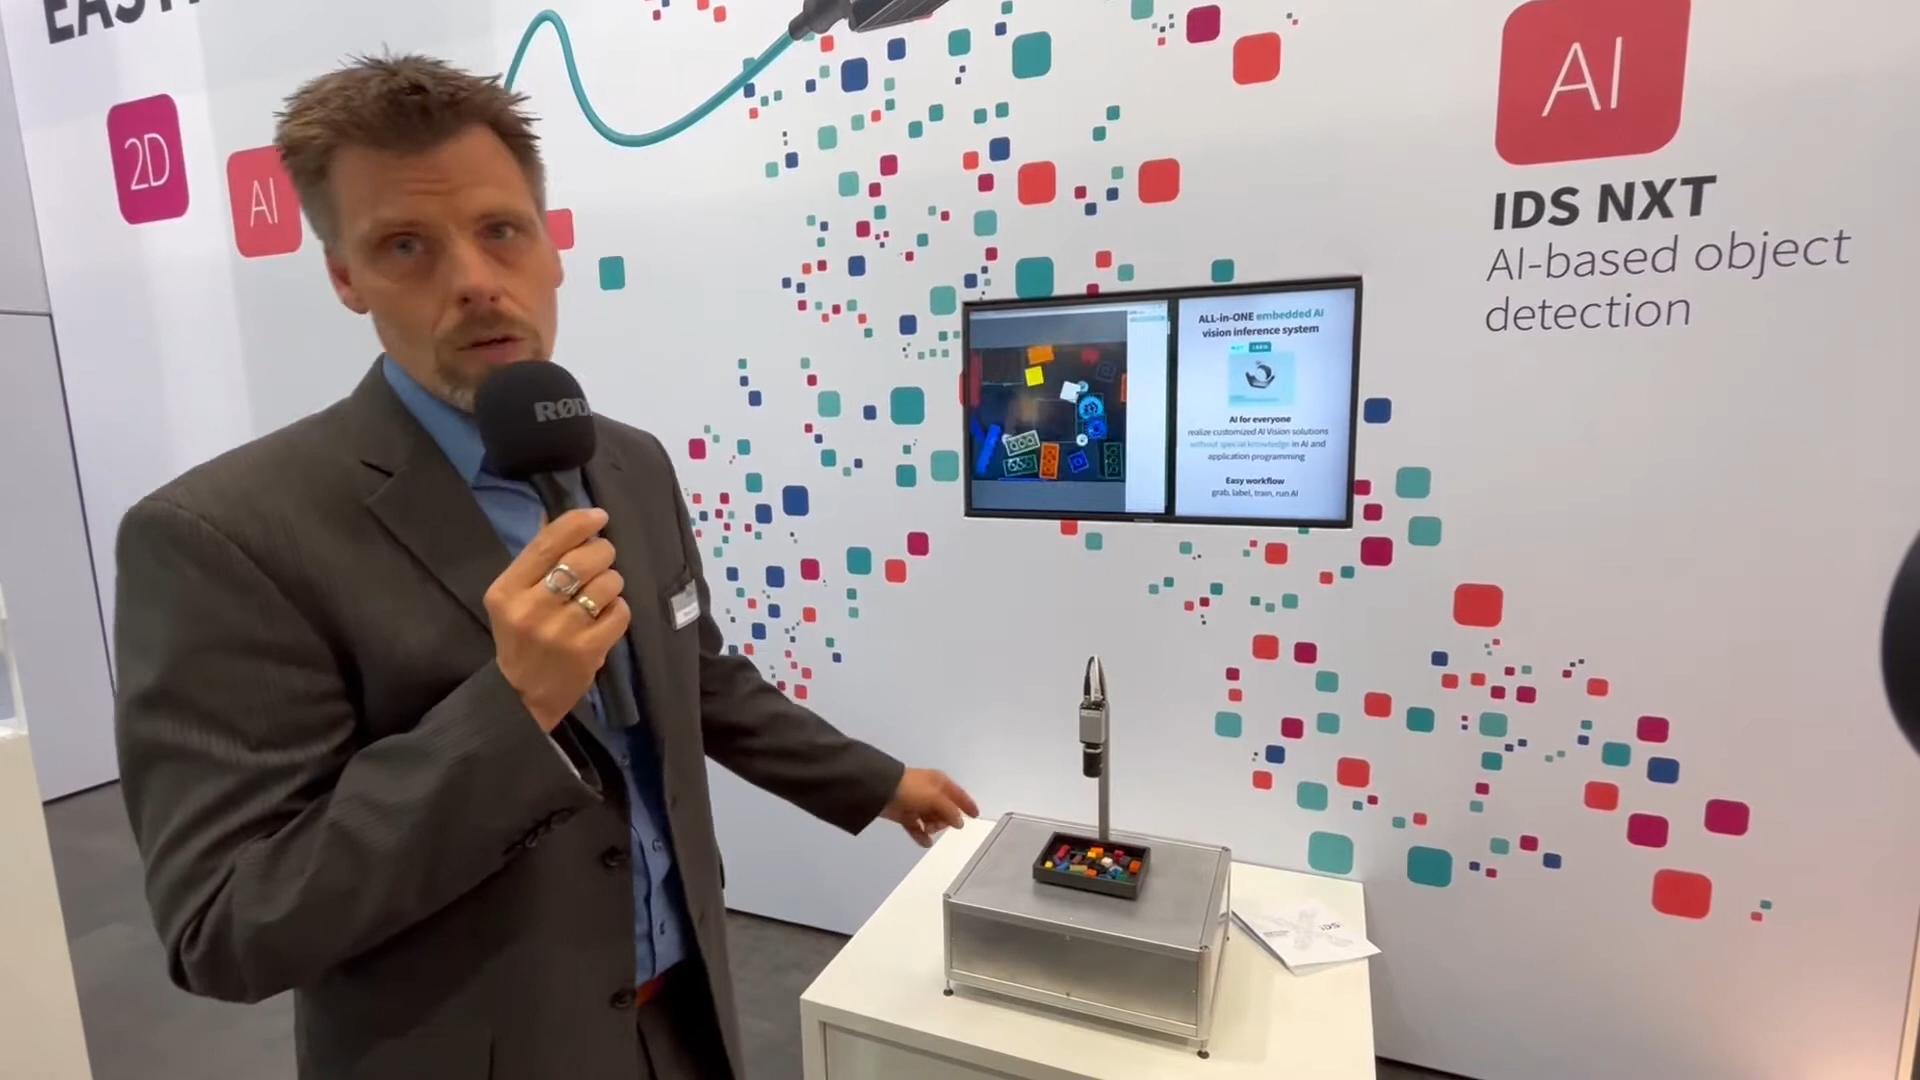 2D
AI
AI
IDS NXT
AI-based object
detection
ALL-in-ONE embedded AI
vision inference system
AI for everyone
realize customized AI Vision solutions
without special knowledge in AI and
application programming
Easy workflow
grab, label, train, run AI
RØD